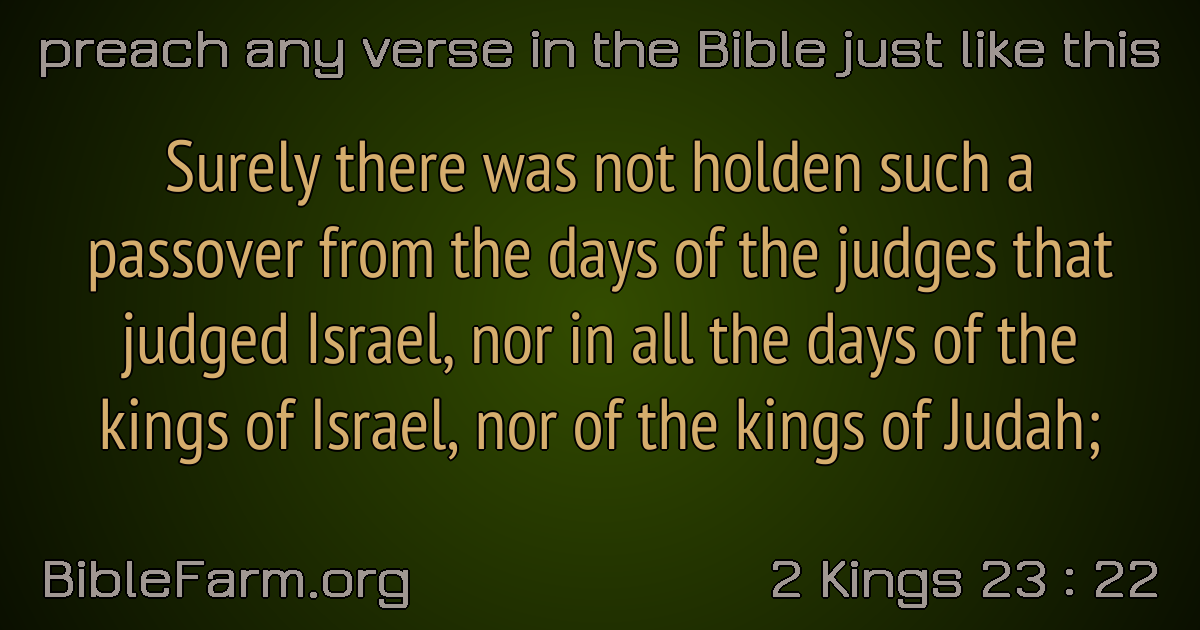 preach any verse in the Bible just like this
Surely there was not holden such a
passover from the days of the judges that
judged Israel, nor in all the days of the
kings of Israel, nor of the kings of Judah;
BibleFarm.org
2 Kings 23 : 22